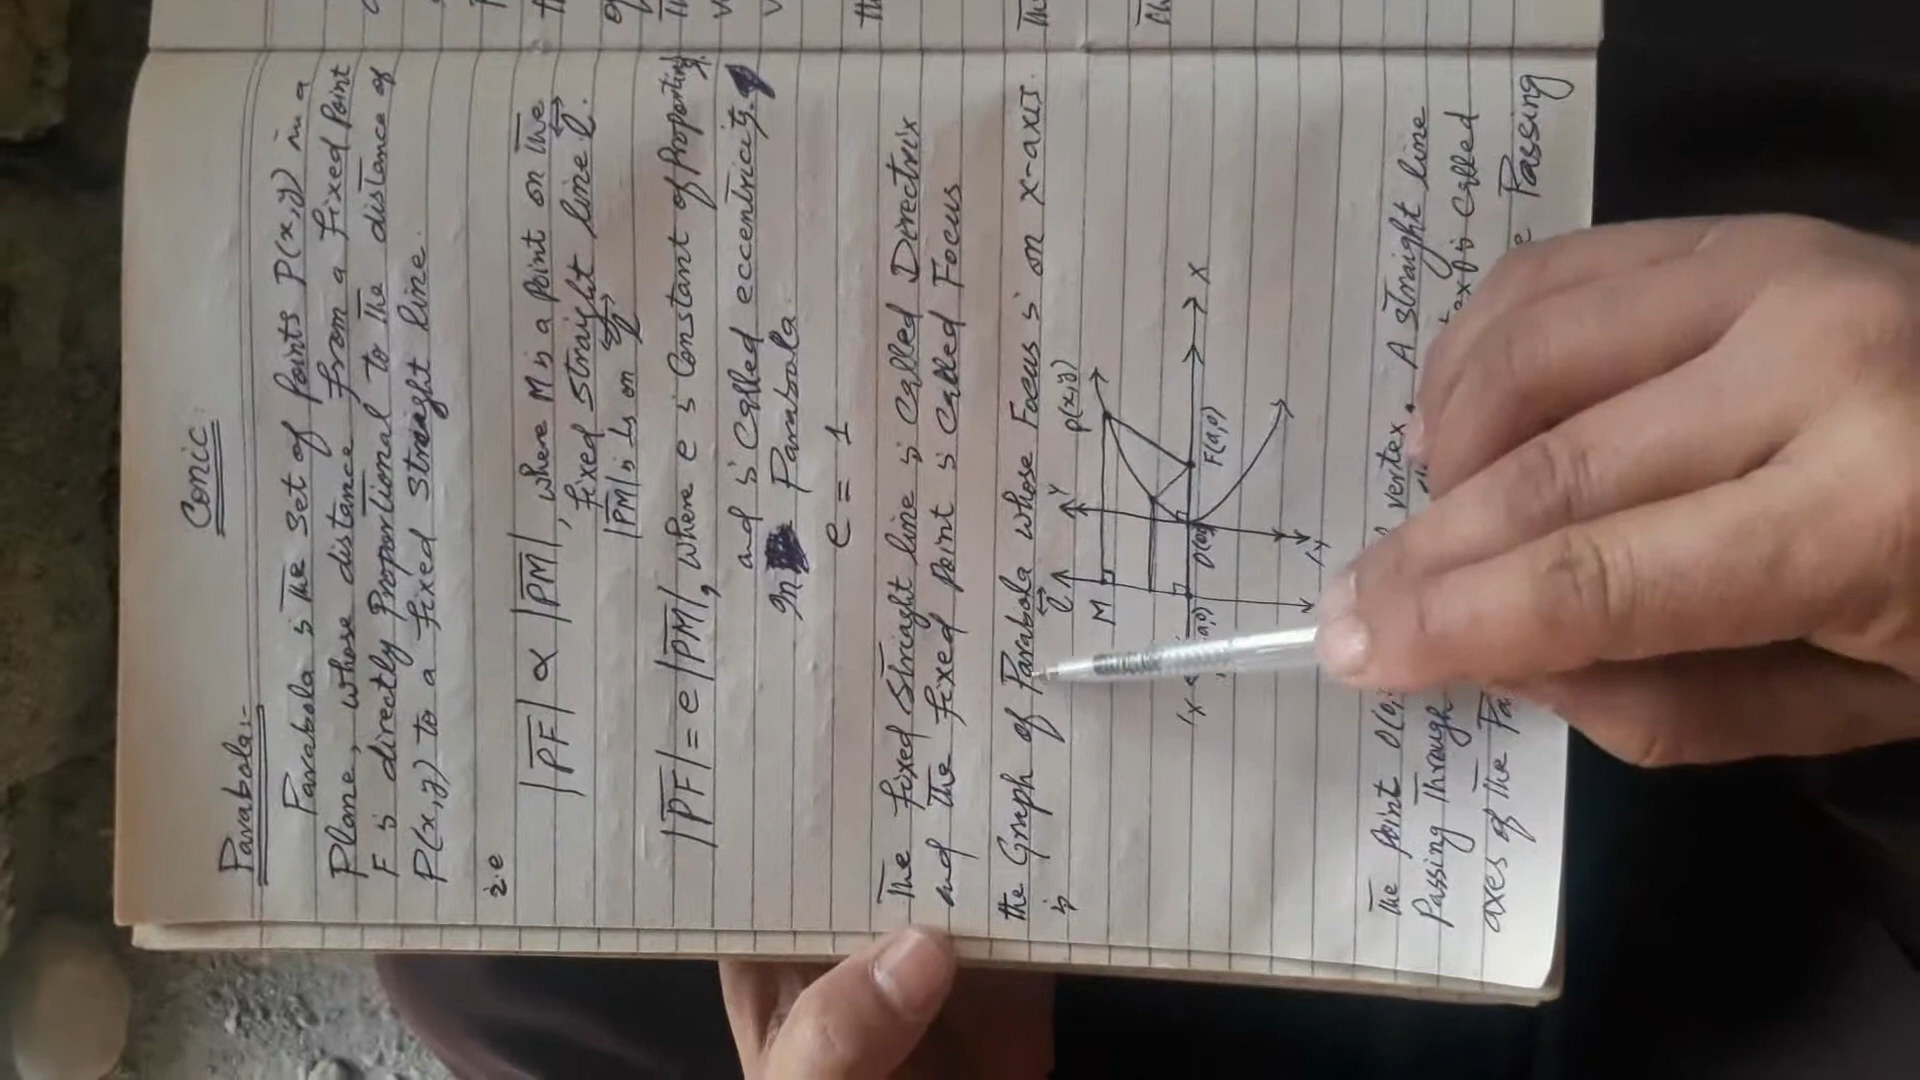 Conic.
Parabola:-
Parabola is The Set of Points P(x,y) in a
Plane, whose distance from a fixed Point
F is directly Proportional to The distance of
P(x,y) to a fixed Straight line.
i.e
|PF| ∝ |PM|, where M is a Point on The
fixed Straight line l.
|PM| is on l
|PF| = e|PM|, where e is Constant of Proportin
and is Called eccentricity.
In Parabola.
e = 1
The fixed Straight line is called Directrix
and The fixed Point is Called Focus
the Graph of Parabola whose Focus is on x-axis.
is
l
Y
P(x,y)
M
F(a,0)
X
The Point vertex. A Straight line
Passing Through is called
axes of The Passing